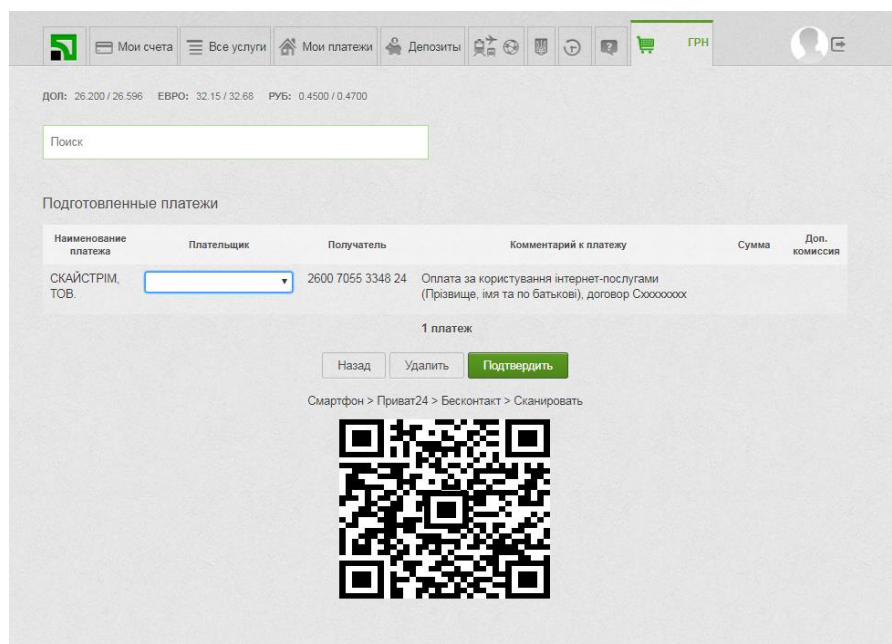 Мои счета Все услуги Мои платежи Депозиты ГРН
ДОЛ: 26.200 / 26.596 ЕВРО: 32.15 / 32.68 РУБ: 0.4500 / 0.4700
Поиск
Подготовленные платежи
Наименование платежа Плательщик Получатель Комментарий к платежу Сумма Доп. комиссия
СКАЙСТРІМ, 2600 7055 3348 24 Оплата за користування інтернет-послугами
ТОВ. (Прізвище, імя та по батькові), договор Сxxxxxxxx
1 платеж
Назад Удалить Подтвердить
Смартфон > Приват24 > Бесконтакт > Сканировать